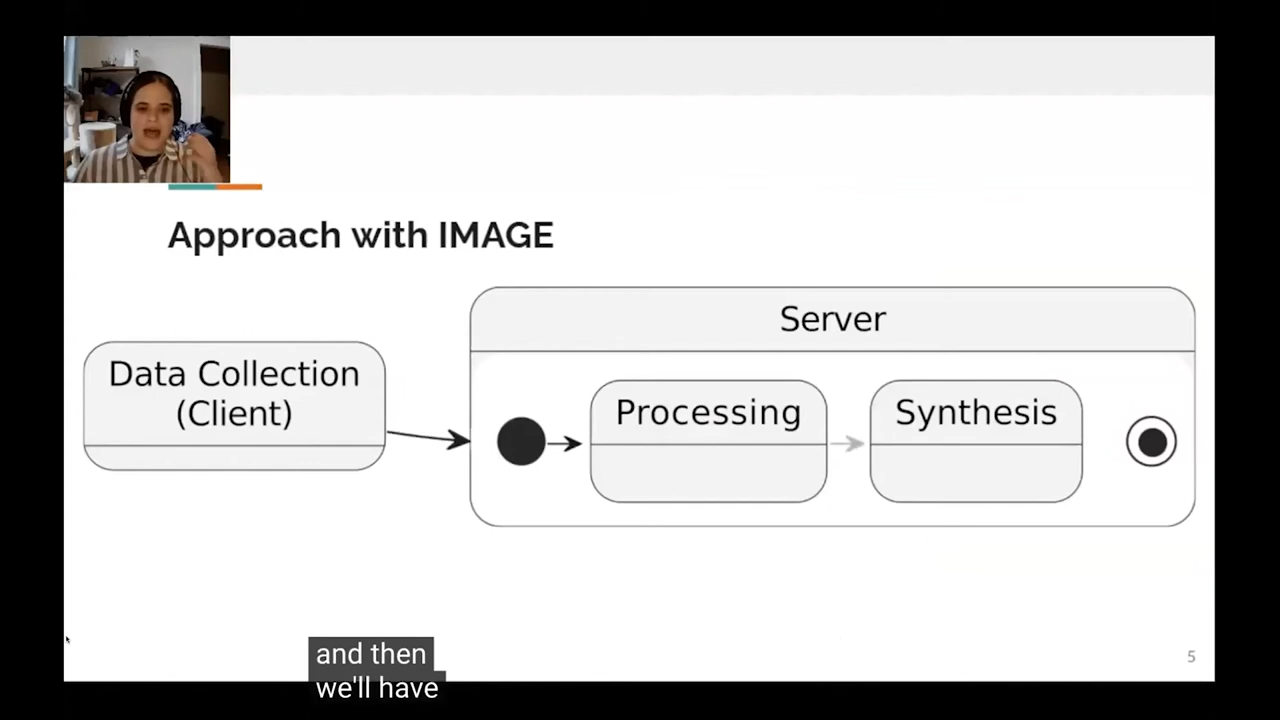 Approach with IMAGE
Server
Data Collection
(Client)
Processing
Synthesis
and then
we'll have
5